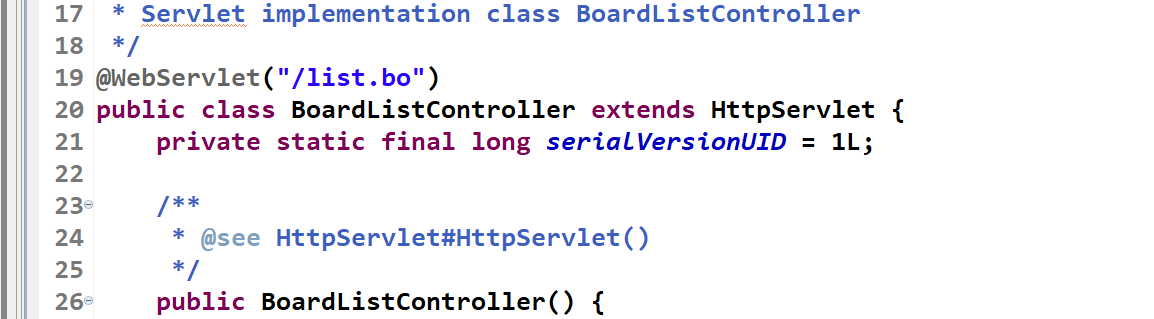 17 * Servlet implementation class BoardListController
18 */
19 @WebServlet("/list.bo")
20 public class BoardListController extends HttpServlet {
21 private static final long serialVersionUID = 1L;
22
23 /**
24 * @see HttpServlet#HttpServlet()
25 */
26 public BoardListController() {